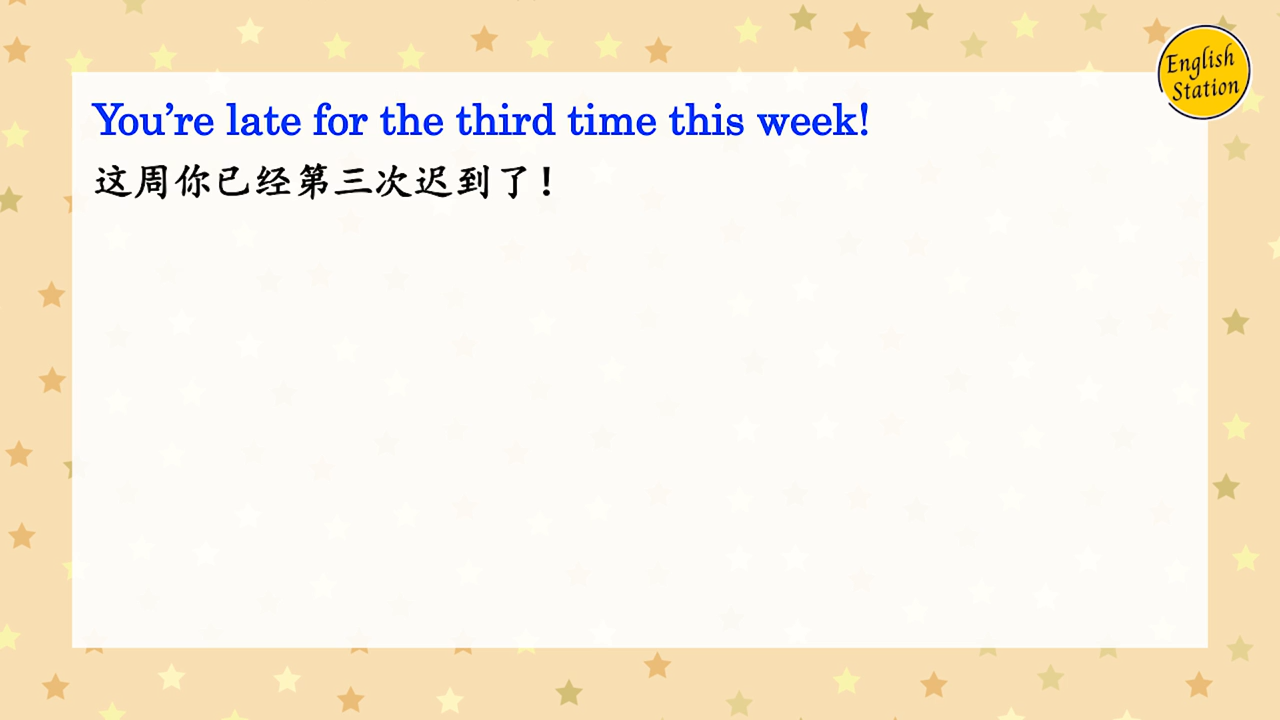 English
Station
You're late for the third time this week!
这周你已经第三次迟到了！